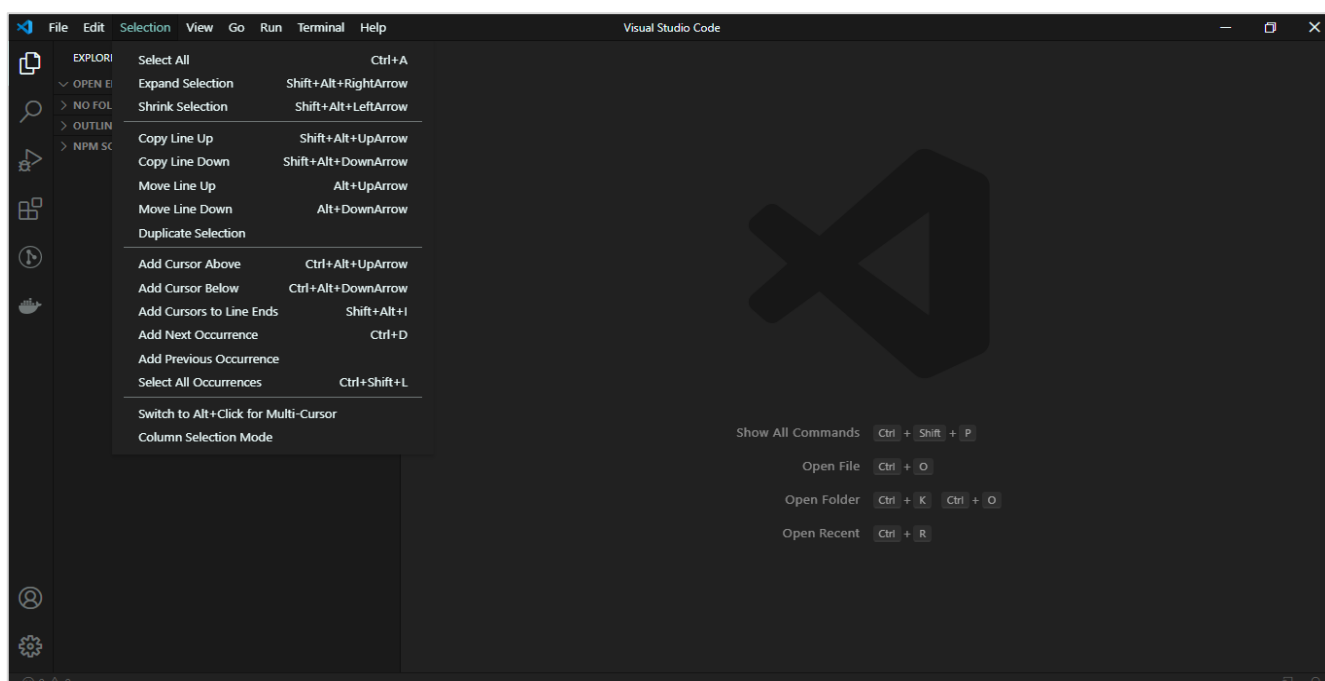 File Edit Selection View Go Run Terminal Help Visual Studio Code
EXPLORE
OPEN E
NO FOL
OUTLIN
NPM SC
Select All Ctrl+A
Expand Selection Shift+Alt+RightArrow
Shrink Selection Shift+Alt+LeftArrow
Copy Line Up Shift+Alt+UpArrow
Copy Line Down Shift+Alt+DownArrow
Move Line Up Alt+UpArrow
Move Line Down Alt+DownArrow
Duplicate Selection
Add Cursor Above Ctrl+Alt+UpArrow
Add Cursor Below Ctrl+Alt+DownArrow
Add Cursors to Line Ends Shift+Alt+I
Add Next Occurrence Ctrl+D
Add Previous Occurrence
Select All Occurrences Ctrl+Shift+L
Switch to Alt+Click for Multi-Cursor
Column Selection Mode
Show All Commands Ctrl + Shift + P
Open File Ctrl + O
Open Folder Ctrl + K Ctrl + O
Open Recent Ctrl + R